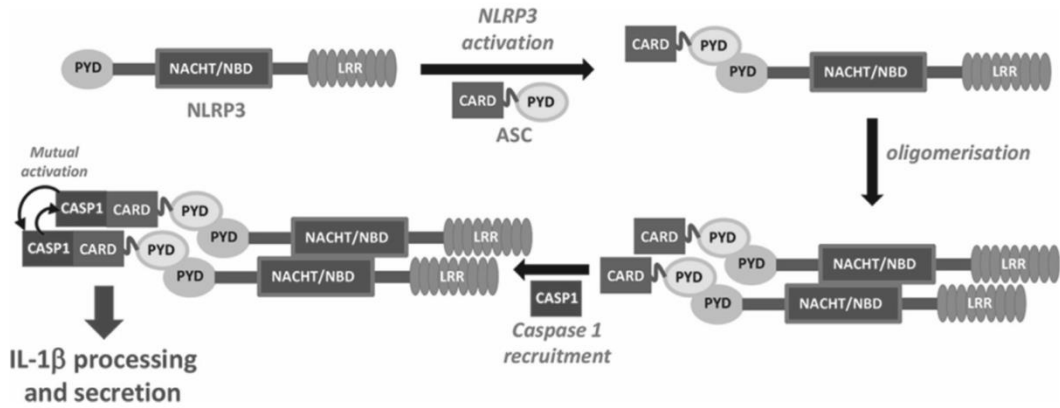 PYD
NACHT/NBD
LRR
NLRP3
NLRP3
activation
CARD
PYD
ASC
CARD
PYD
PYD
NACHT/NBD
LRR
oligomerisation
CARD
PYD
PYD
NACHT/NBD
LRR
CARD
PYD
PYD
NACHT/NBD
LRR
CASP1
Caspase 1
recruitment
Mutual
activation
CASP1
CARD
PYD
PYD
NACHT/NBD
LRR
CASP1
CARD
PYD
PYD
NACHT/NBD
LRR
IL-1β processing
and secretion